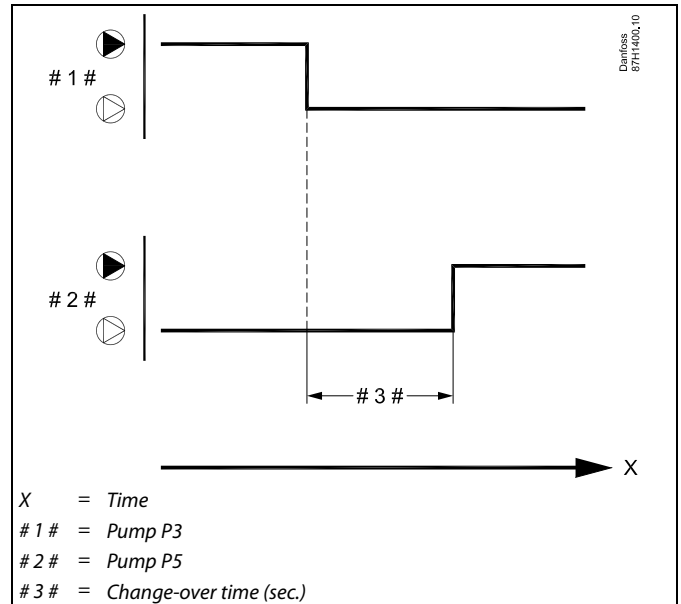 Danfoss
87H1400.10
# 1 #
# 2 #
# 3 #
X
X = Time
# 1 # = Pump P3
# 2 # = Pump P5
# 3 # = Change-over time (sec.)